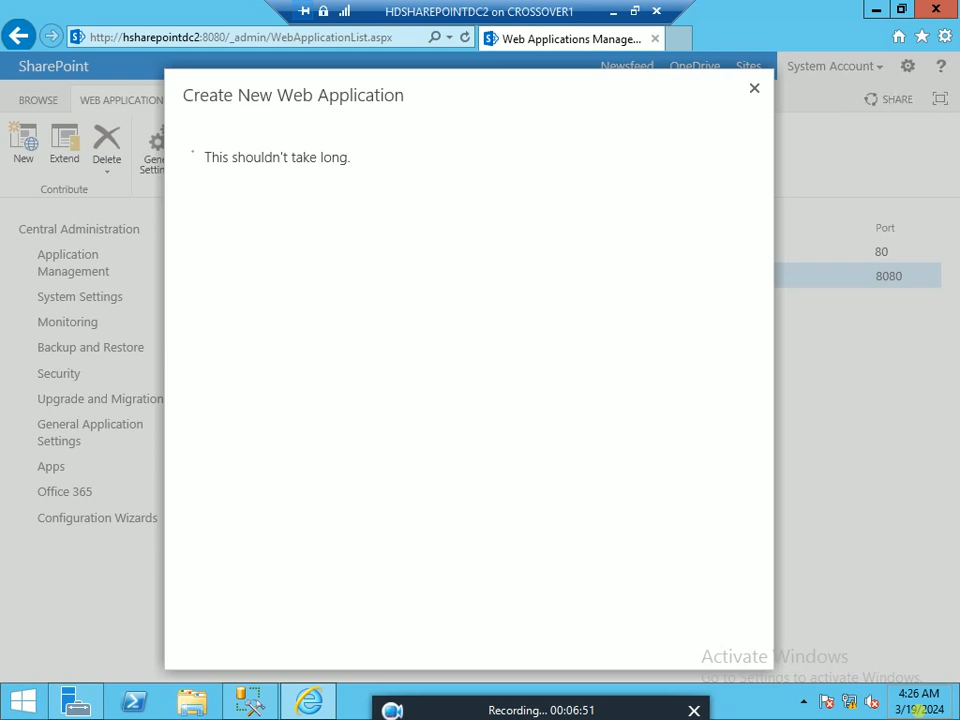 HDSHAREPOINTDC2 on CROSSOVER1
http://hsharepointdc2:8080/_admin/WebApplicationList.aspx
Web Applications Manage...
SharePoint
Newsfeed OneDrive Sites
System Account
BROWSE
WEB APPLICATION
SHARE
Create New Web Application
This shouldn't take long.
New
Extend
Delete
Gene
Settin
Contribute
Central Administration
Application
Management
System Settings
Monitoring
Backup and Restore
Security
Upgrade and Migration
General Application
Settings
Apps
Office 365
Configuration Wizards
Port
80
8080
Activate Windows
Go to Settings to activate Windows.
Recording... 00:06:51
4:26 AM
3/19/2024